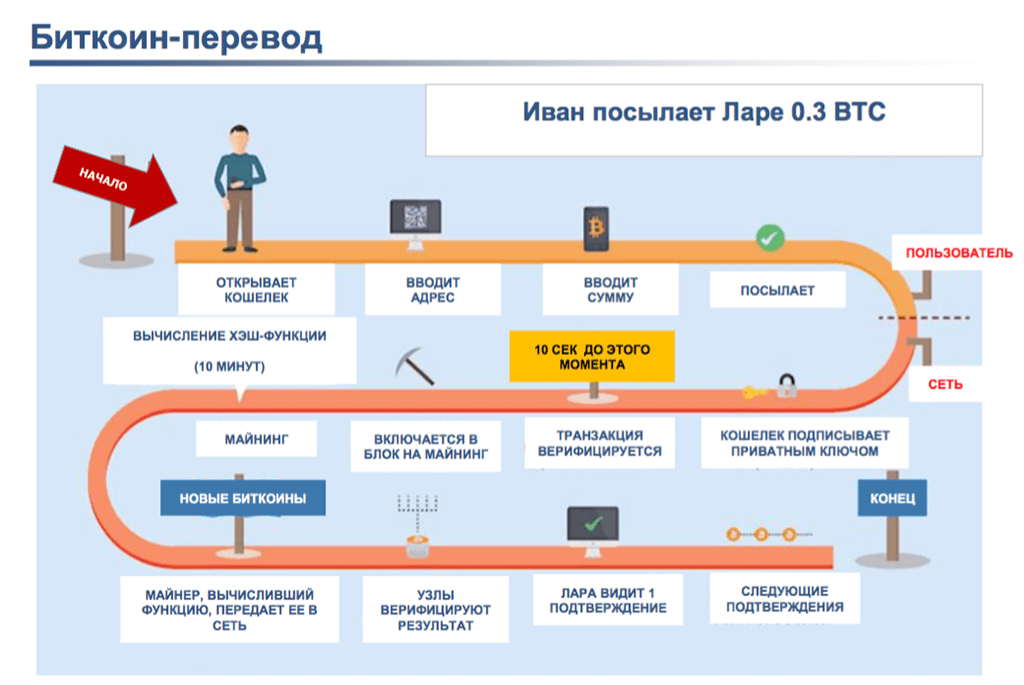 Биткоин-перевод
Иван посылает Ларе 0.3 BTC
НАЧАЛО
ПОЛЬЗОВАТЕЛЬ
ОТКРЫВАЕТ
КОШЕЛЕК
ВВОДИТ
АДРЕС
ВВОДИТ
СУММУ
ПОСЫЛАЕТ
ВЫЧИСЛЕНИЕ ХЭШ-ФУНКЦИИ
(10 МИНУТ)
10 СЕК ДО ЭТОГО
МОМЕНТА
СЕТЬ
МАЙНИНГ
ВКЛЮЧАЕТСЯ В
БЛОК НА МАЙНИНГ
ТРАНЗАКЦИЯ
ВЕРИФИЦИРУЕТСЯ
КОШЕЛЕК ПОДПИСЫВАЕТ
ПРИВАТНЫМ КЛЮЧОМ
НОВЫЕ БИТКОИНЫ
КОНЕЦ
МАЙНЕР, ВЫЧИСЛИВШИЙ
ФУНКЦИЮ, ПЕРЕДАЕТ ЕЕ В
СЕТЬ
УЗЛЫ
ВЕРИФИЦИРУЮТ
РЕЗУЛЬТАТ
ЛАРА ВИДИТ 1
ПОДТВЕРЖДЕНИЕ
СЛЕДУЮЩИЕ
ПОДТВЕРЖДЕНИЯ